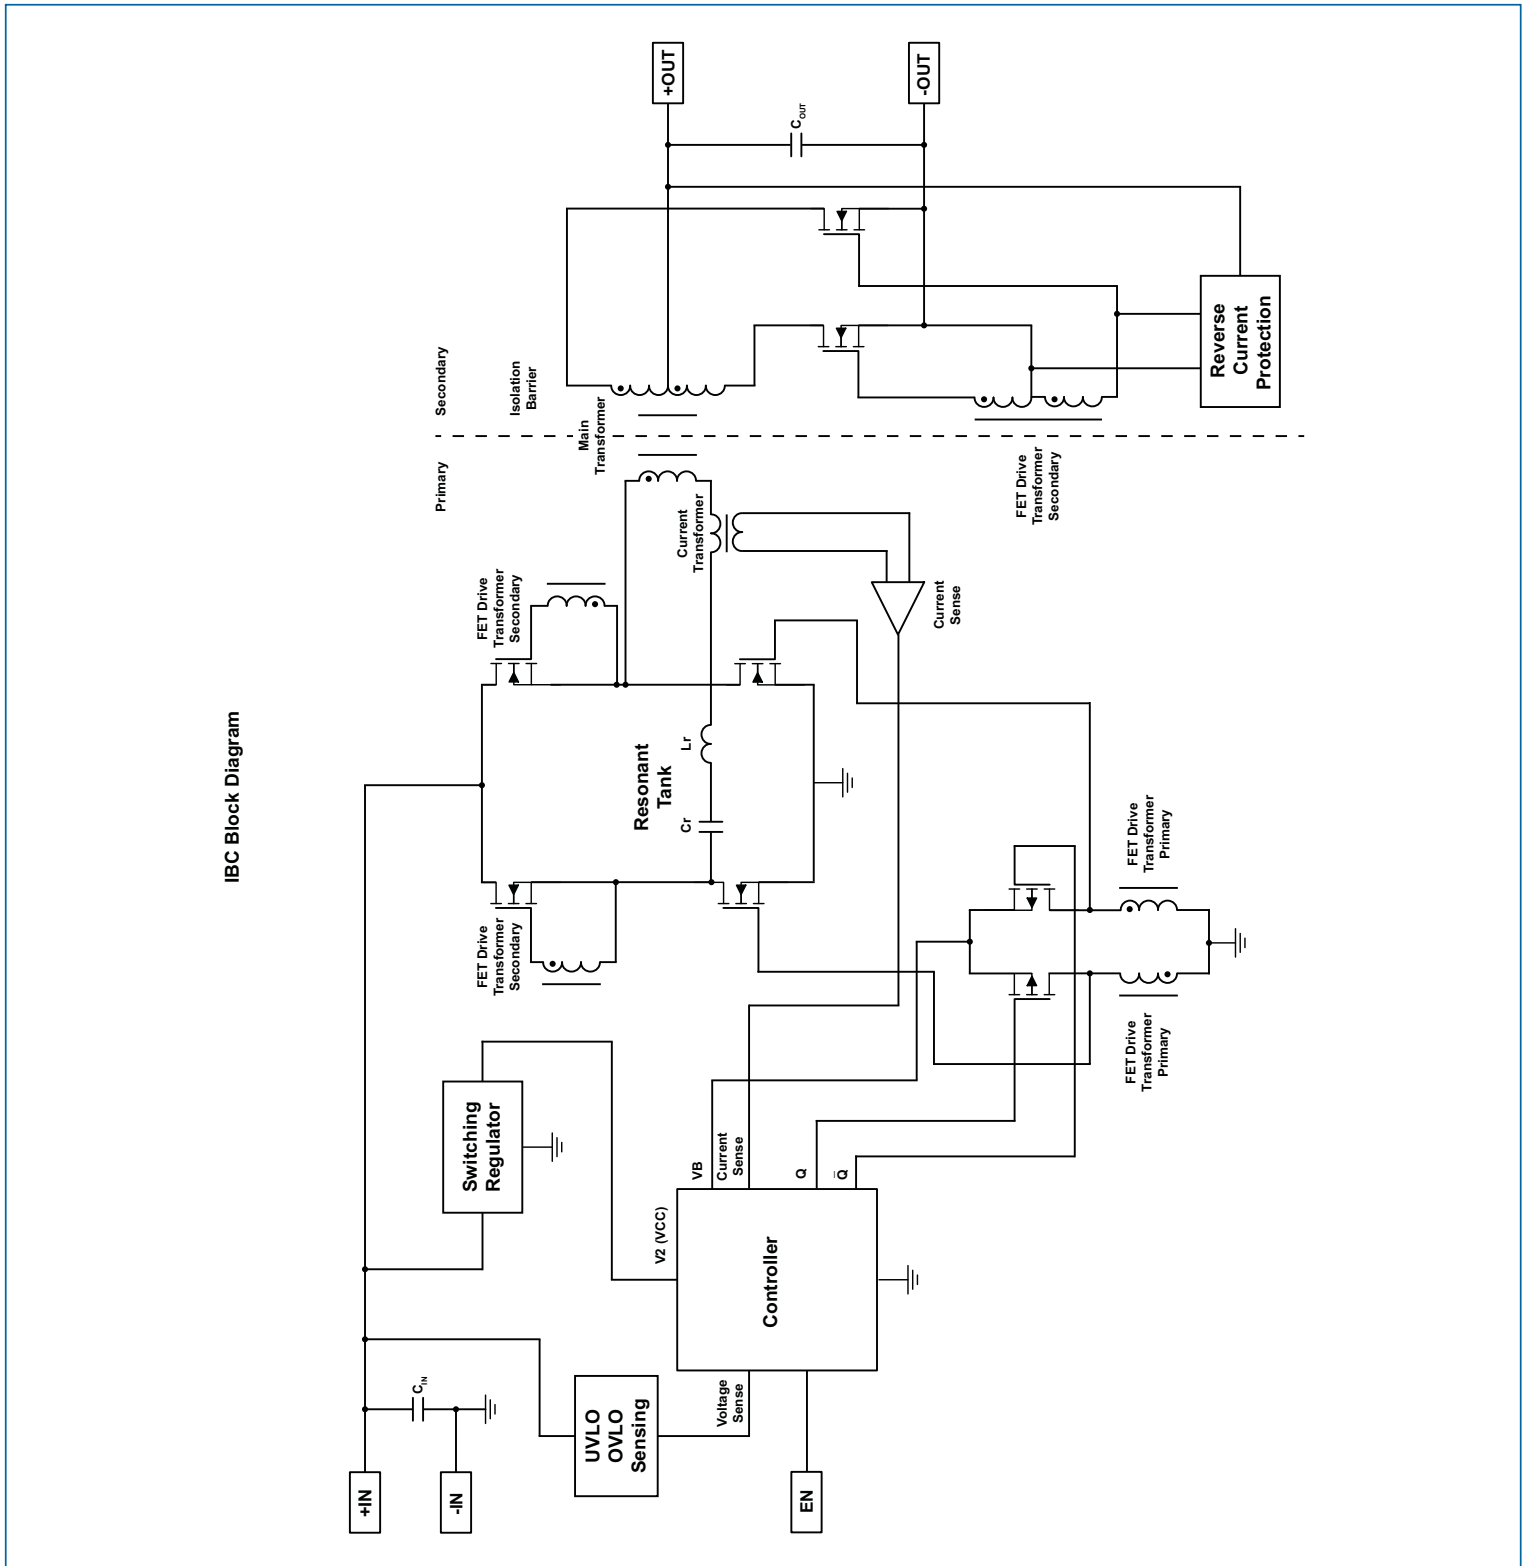 IBC Block Diagram
+IN
-IN
C_IN
UVLO
OVLO
Sensing
EN
Voltage
Sense
Controller
V2 (VCC)
VB
Current
Sense
Q
Q̅
Switching
Regulator
FET Drive
Transformer
Secondary
FET Drive
Transformer
Secondary
Resonant
Tank
Cr
Lr
Current
Transformer
Current
Sense
FET Drive
Transformer
Primary
FET Drive
Transformer
Primary
Primary
Secondary
Main
Transformer
Isolation
Barrier
FET Drive
Transformer
Secondary
Reverse
Current
Protection
C_OUT
+OUT
-OUT